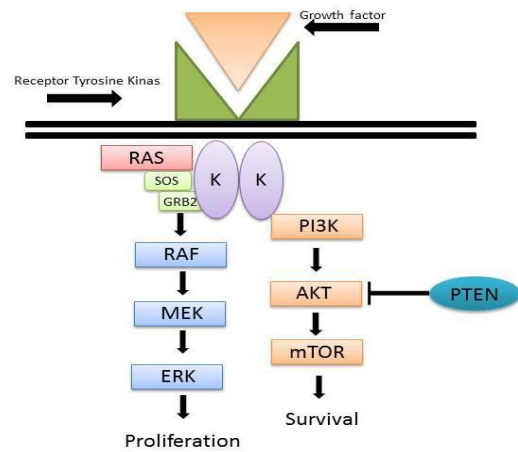 Growth factor
Receptor Tyrosine Kinas
RAS
SOS
GRB2
K
K
PI3K
RAF
AKT
PTEN
MEK
mTOR
ERK
Survival
Proliferation